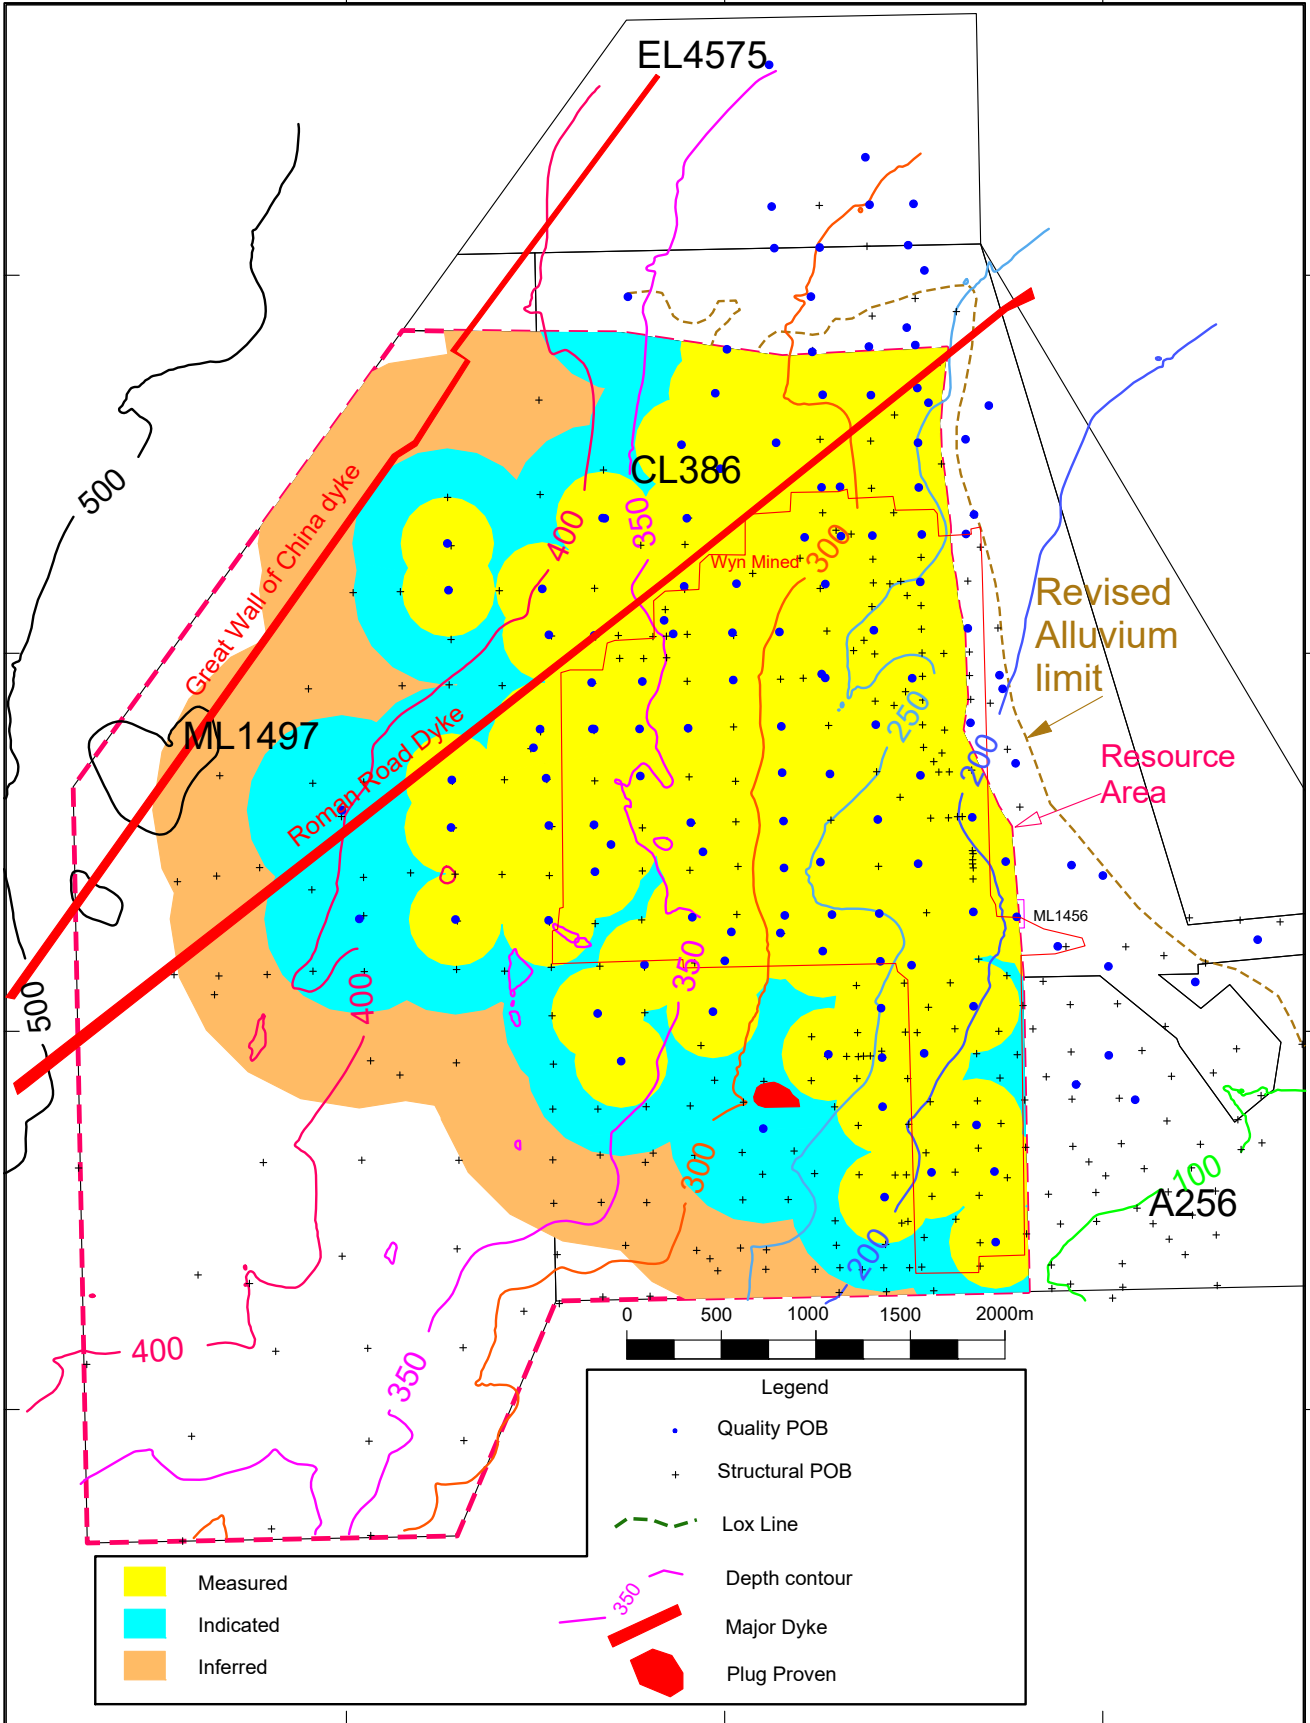 EL4575
500
CL386
400
350
Wyn Mined
300
Great Wall of China dyke
Revised
Alluvium
limit
ML1497
250
200
Resource
Area
Roman Road Dyke
ML1456
350
400
500
300
100
A256
200
400
350
0 500 1000 1500 2000m
Legend
Quality POB
Structural POB
Lox Line
350
Depth contour
Major Dyke
Plug Proven
Measured
Indicated
Inferred